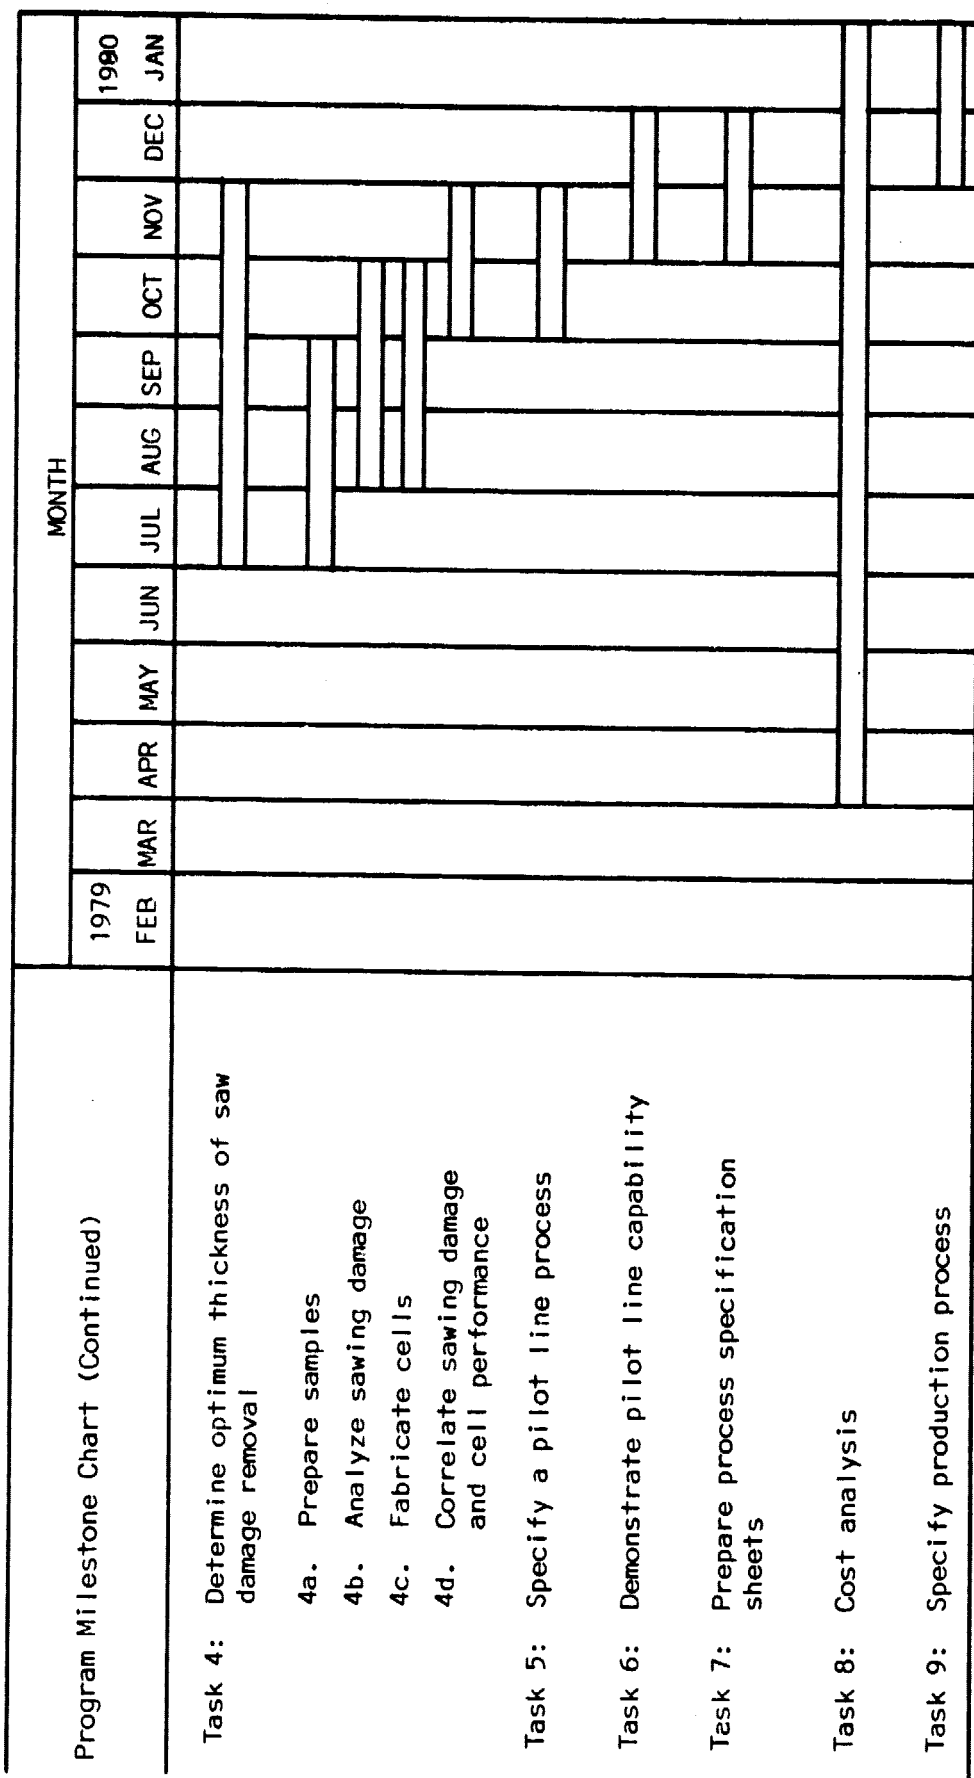 Program Milestone Chart (Continued)
MONTH
1979
1980
FEB MAR APR MAY JUN JUL AUG SEP OCT NOV DEC JAN
Task 4: Determine optimum thickness of saw
damage removal
4a. Prepare samples
4b. Analyze sawing damage
4c. Fabricate cells
4d. Correlate sawing damage
and cell performance
Task 5: Specify a pilot line process
Task 6: Demonstrate pilot line capability
Task 7: Prepare process specification
sheets
Task 8: Cost analysis
Task 9: Specify production process